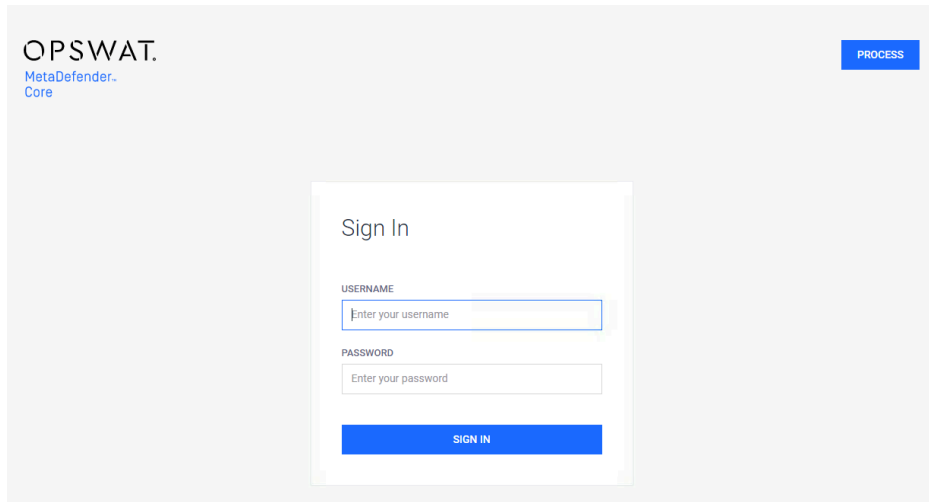 OPSWAT.
MetaDefender™
Core
PROCESS
Sign In
USERNAME
Enter your username
PASSWORD
Enter your password
SIGN IN